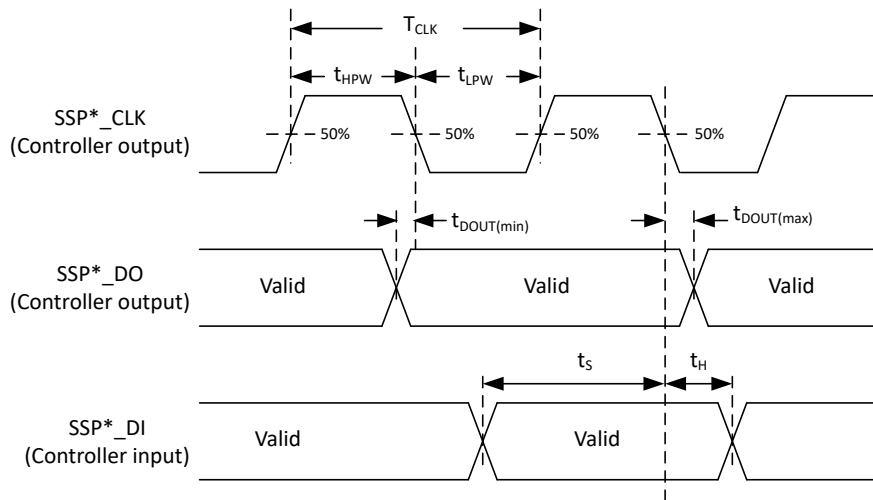 T_CLK
t_HPW
t_LPW
SSP*_CLK
(Controller output)
50%
50%
50%
50%
t_DOUT(min)
t_DOUT(max)
SSP*_DO
(Controller output)
Valid
Valid
Valid
t_S
t_H
SSP*_DI
(Controller input)
Valid
Valid